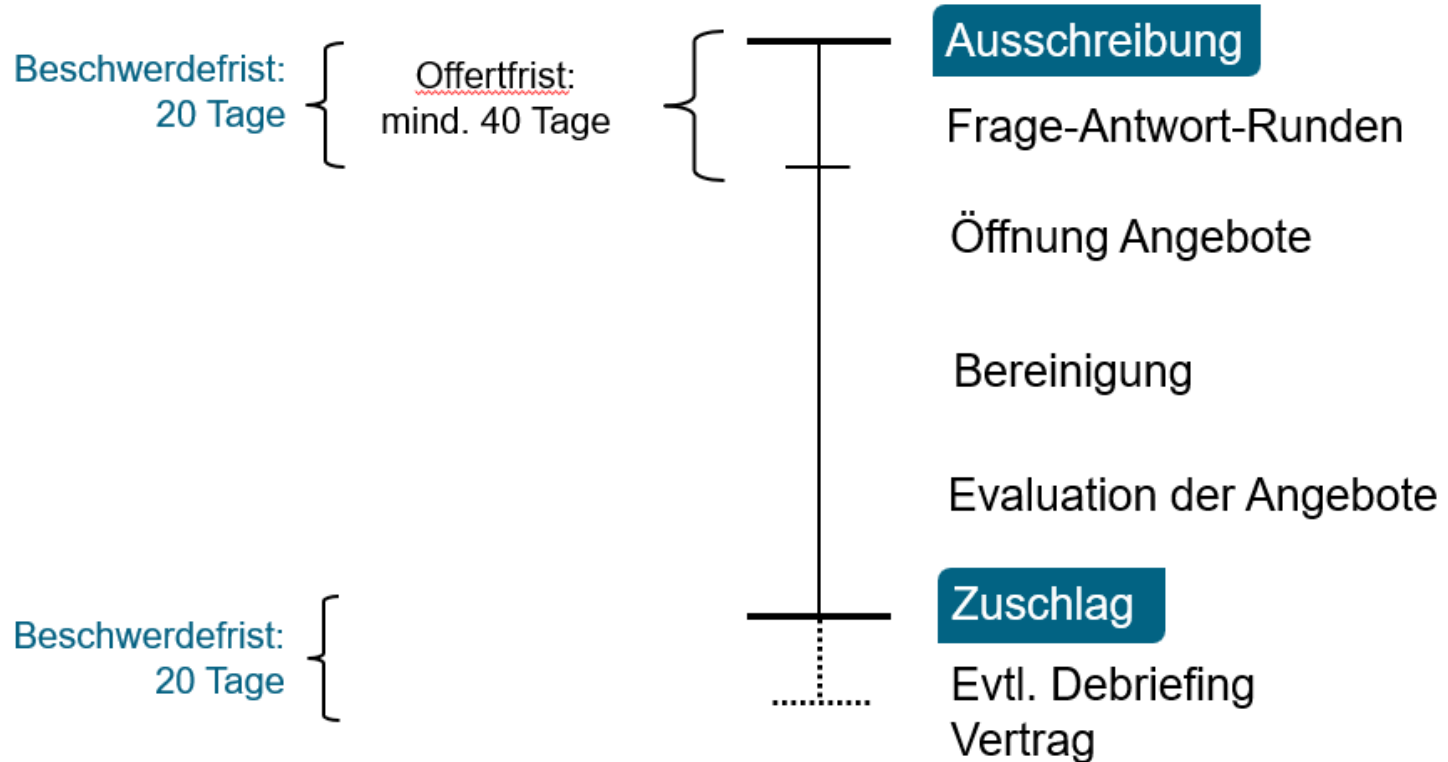 Ausschreibung
Beschwerdefrist:
20 Tage
Offertfrist:
mind. 40 Tage
Frage-Antwort-Runden
Öffnung Angebote
Bereinigung
Evaluation der Angebote
Zuschlag
Beschwerdefrist:
20 Tage
Evtl. Debriefing
Vertrag